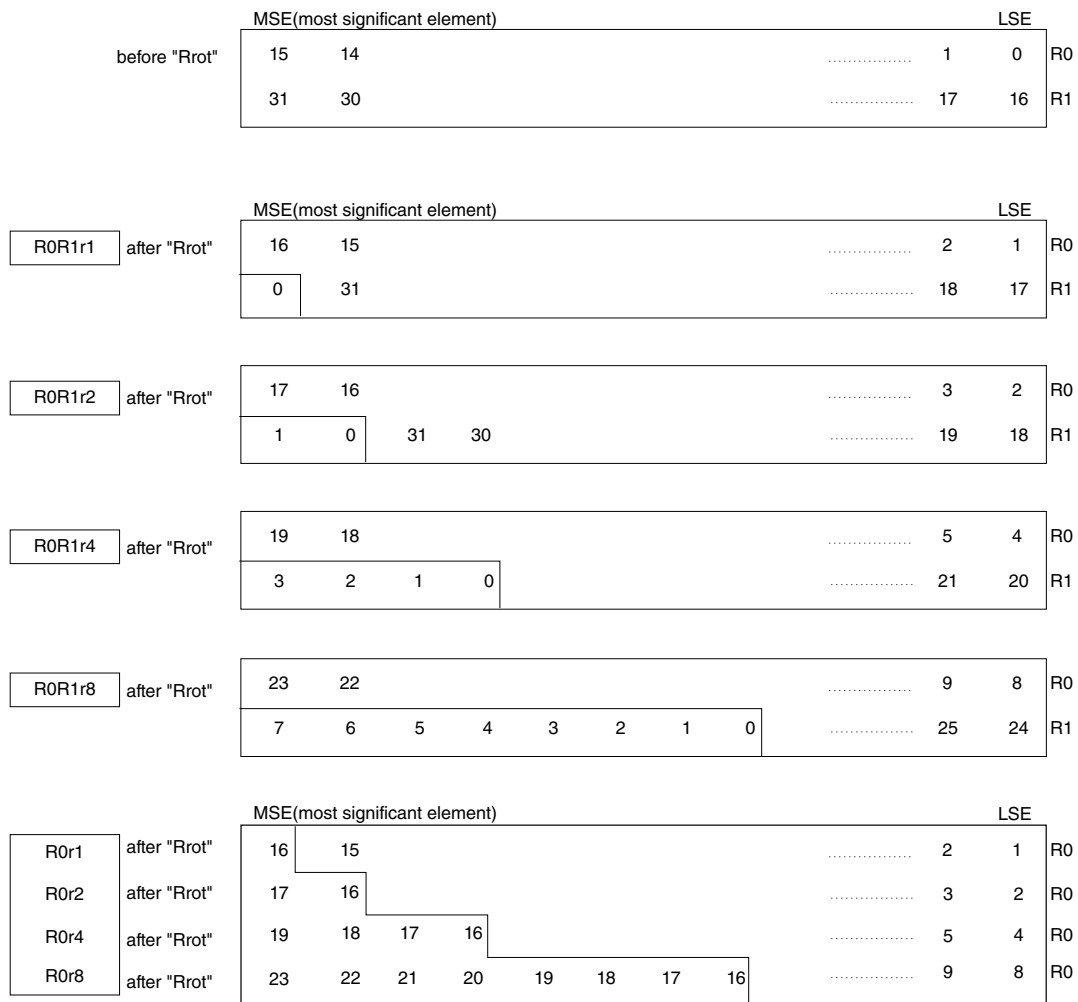 MSE(most significant element) LSE
before "Rrot" 15 14 ................ 1 0 R0
31 30 ................ 17 16 R1
MSE(most significant element) LSE
R0R1r1 after "Rrot" 16 15 ................ 2 1 R0
0 31 ................ 18 17 R1
R0R1r2 after "Rrot" 17 16 ................ 3 2 R0
1 0 31 30 ................ 19 18 R1
R0R1r4 after "Rrot" 19 18 ................ 5 4 R0
3 2 1 0 ................ 21 20 R1
R0R1r8 after "Rrot" 23 22 ................ 9 8 R0
7 6 5 4 3 2 1 0 ................ 25 24 R1
MSE(most significant element) LSE
R0r1 after "Rrot" 16 15 ................ 2 1 R0
R0r2 after "Rrot" 17 16 ................ 3 2 R0
R0r4 after "Rrot" 19 18 17 16 ................ 5 4 R0
R0r8 after "Rrot" 23 22 21 20 19 18 17 16 ................ 9 8 R0